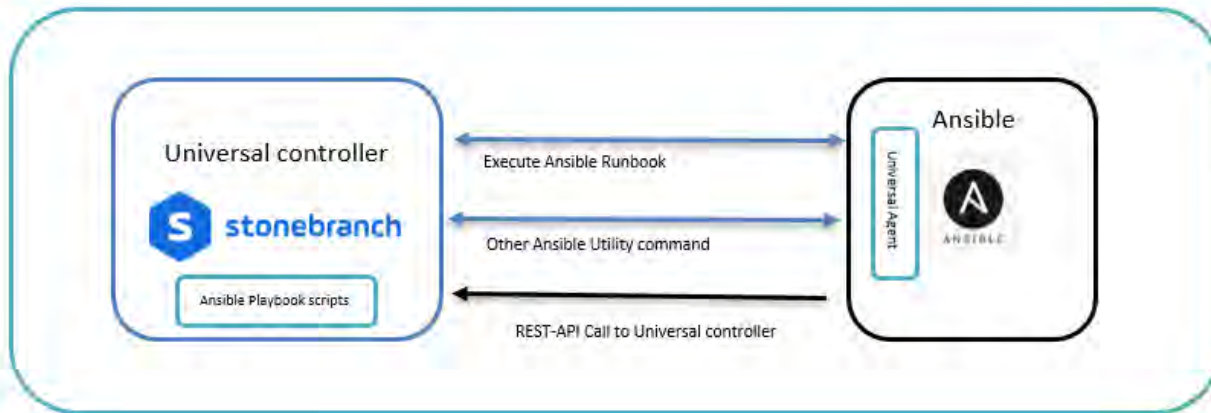 Universal controller
S stonebranch
Ansible Playbook scripts
Execute Ansible Runbook
Other Ansible Utility command
REST-API Call to Universal controller
Ansible
Universal Agent
A
ANSIBLE